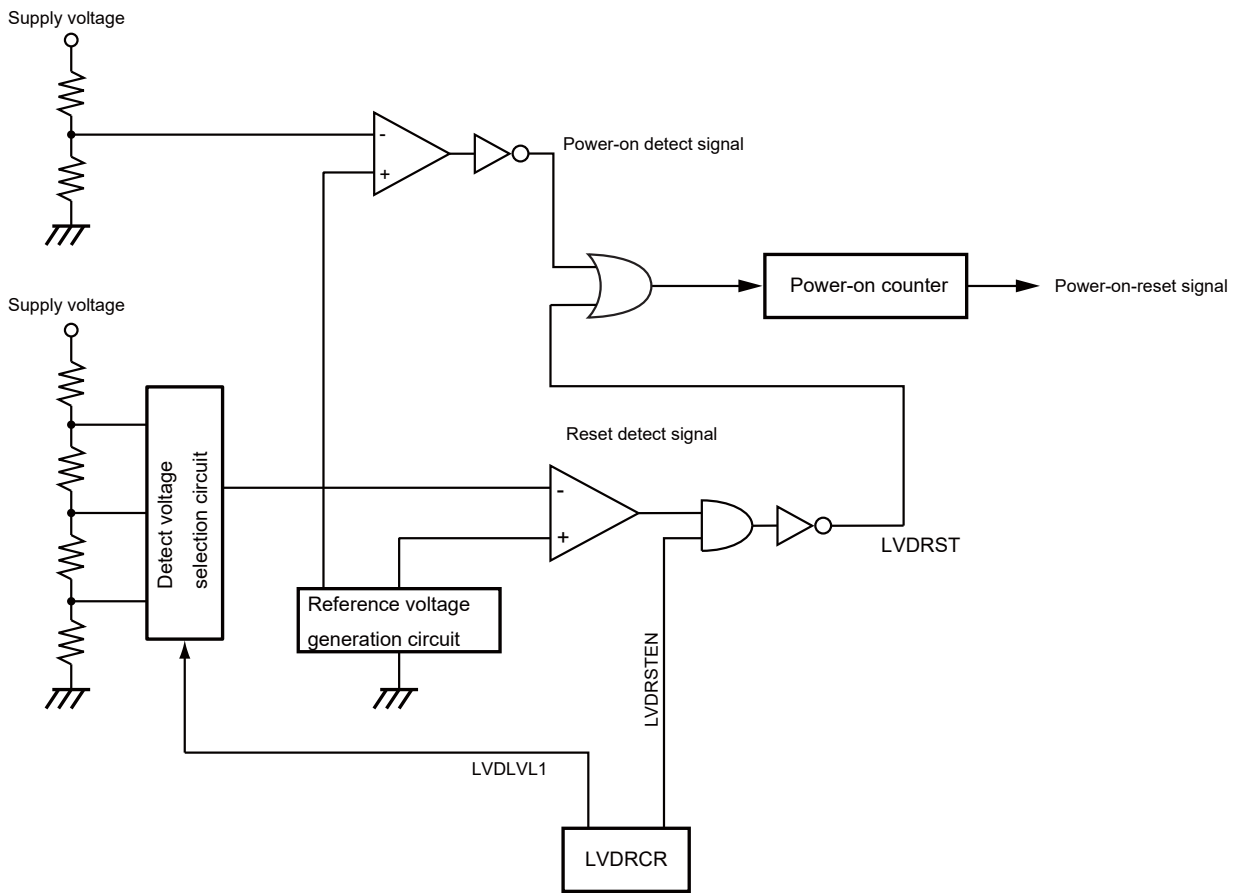 Supply voltage
-
+
Power-on detect signal
Power-on counter
Power-on-reset signal
Supply voltage
Detect voltage
selection circuit
Reset detect signal
-
+
LVDRST
Reference voltage
generation circuit
LVDRSTEN
LVDLVL1
LVDRCR